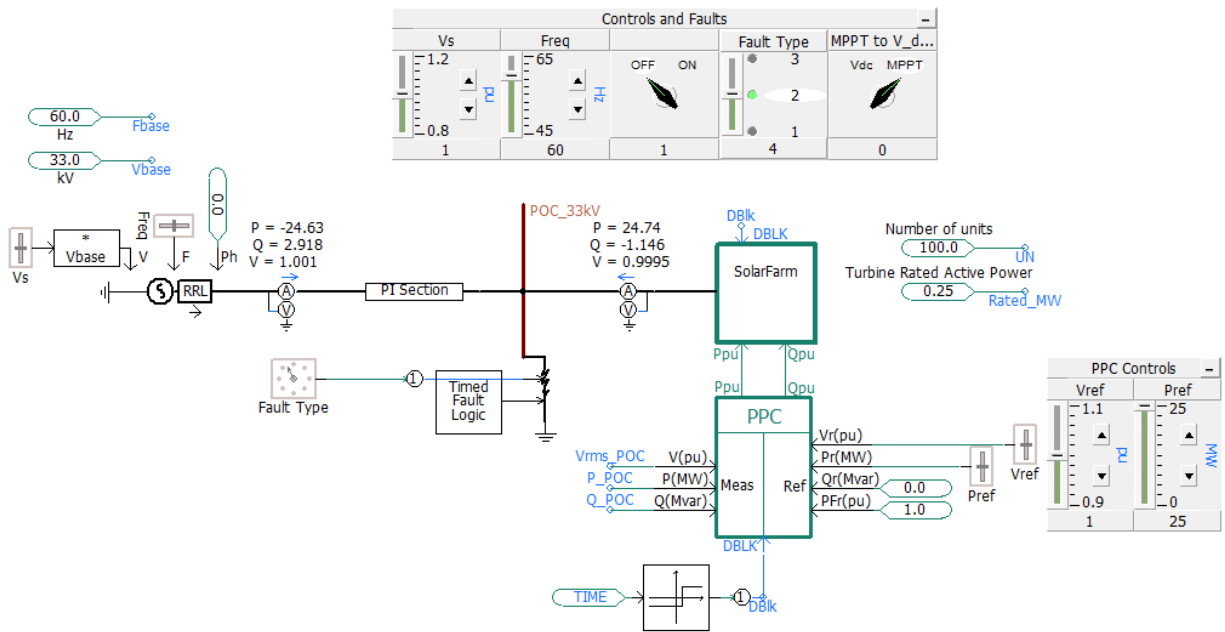 Controls and Faults
Vs
Freq
Fault Type
MPPT to V_d...
1.2
0.8
pu
1
65
45
Hz
60
OFF
ON
1
3
2
1
4
Vdc
MPPT
0
60.0
Hz
Fbase
33.0
kV
Vbase
0.0
Freq
*
Vbase
V
F
Ph
Vs
RRL
P = -24.63
Q = 2.918
V = 1.001
A
V
PI Section
POC_33kV
P = 24.74
Q = -1.146
V = 0.9995
A
V
DBlk
DBLK
SolarFarm
Number of units
100.0
UN
Turbine Rated Active Power
0.25
Rated_MW
Ppu
Qpu
Ppu
Qpu
Fault Type
1
Timed
Fault
Logic
PPC
Vrms_POC
V(pu)
P_POC
P(MW)
Q_POC
Q(Mvar)
Meas
Ref
Vr(pu)
Pr(MW)
Qr(Mvar)
0.0
PFr(pu)
1.0
Pref
Vref
DBLK
TIME
1
DBlk
PPC Controls
Vref
Pref
1.1
0.9
pu
1
25
0
MW
25